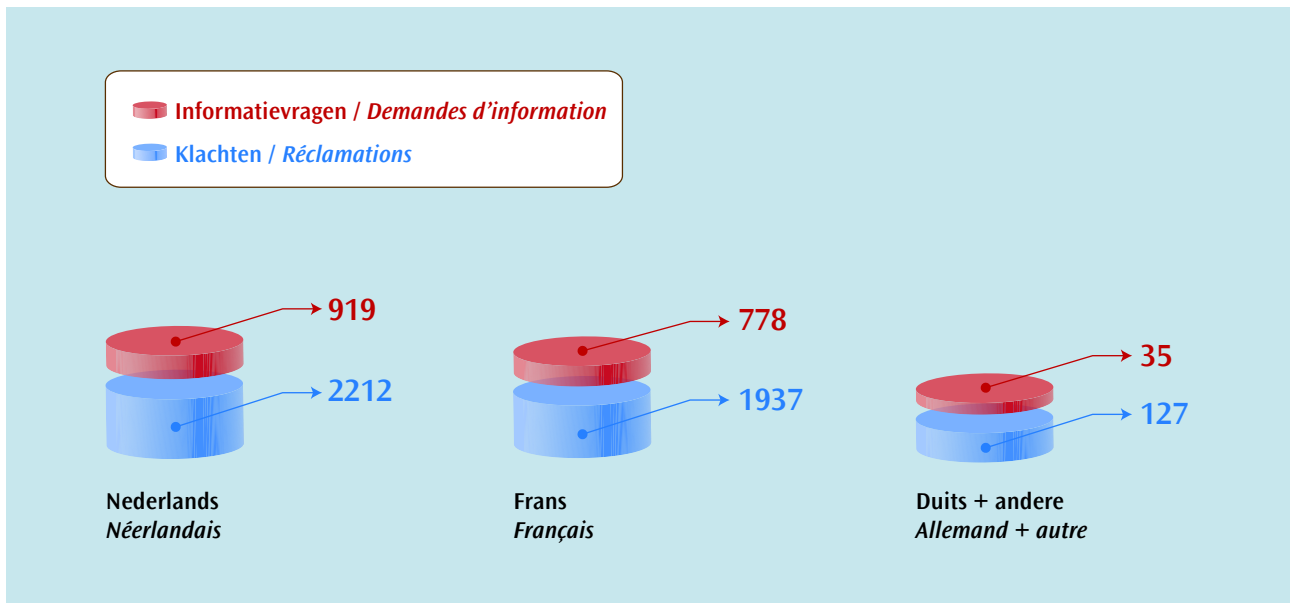 Informatievragen / Demandes d'information
Klachten / Réclamations
919
2212
778
1937
35
127
Nederlands
Néerlandais
Frans
Français
Duits + andere
Allemand + autre